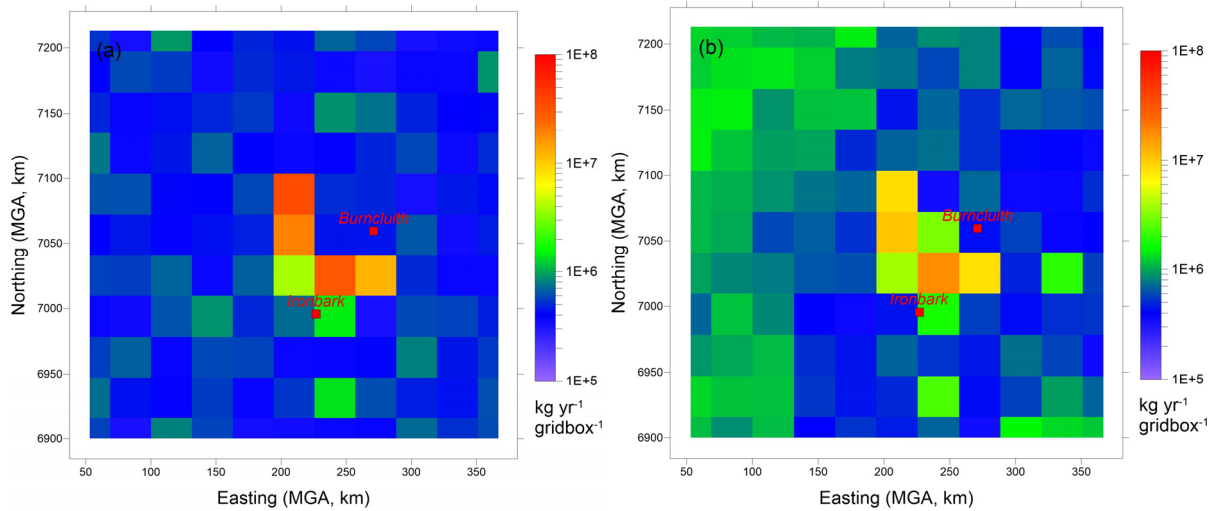 (a)
7200
7150
7100
7050
7000
6950
6900
Northing (MGA, km)
50
100
150
200
250
300
350
Easting (MGA, km)
Burncluith
Ironbark
1E+8
1E+7
1E+6
1E+5
kg yr⁻¹
gridbox⁻¹
(b)
7200
7150
7100
7050
7000
6950
6900
Northing (MGA, km)
50
100
150
200
250
300
350
Easting (MGA, km)
Burncluith
Ironbark
1E+8
1E+7
1E+6
1E+5
kg yr⁻¹
gridbox⁻¹